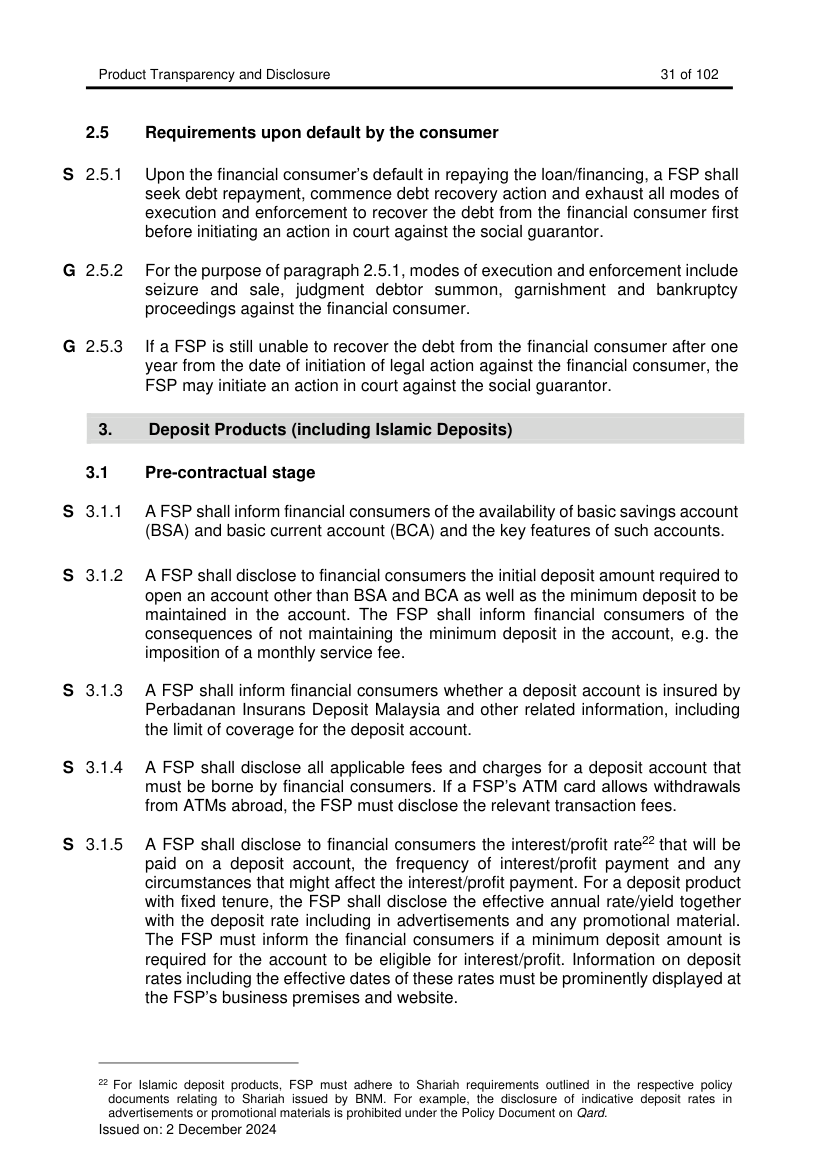 Product Transparency and Disclosure 31 of 102
2.5 Requirements upon default by the consumer
S 2.5.1 Upon the financial consumer’s default in repaying the loan/financing, a FSP shall
seek debt repayment, commence debt recovery action and exhaust all modes of
execution and enforcement to recover the debt from the financial consumer first
before initiating an action in court against the social guarantor.
G 2.5.2 For the purpose of paragraph 2.5.1, modes of execution and enforcement include
seizure and sale, judgment debtor summon, garnishment and bankruptcy
proceedings against the financial consumer.
G 2.5.3 If a FSP is still unable to recover the debt from the financial consumer after one
year from the date of initiation of legal action against the financial consumer, the
FSP may initiate an action in court against the social guarantor.
3. Deposit Products (including Islamic Deposits)
3.1 Pre-contractual stage
S 3.1.1 A FSP shall inform financial consumers of the availability of basic savings account
(BSA) and basic current account (BCA) and the key features of such accounts.
S 3.1.2 A FSP shall disclose to financial consumers the initial deposit amount required to
open an account other than BSA and BCA as well as the minimum deposit to be
maintained in the account. The FSP shall inform financial consumers of the
consequences of not maintaining the minimum deposit in the account, e.g. the
imposition of a monthly service fee.
S 3.1.3 A FSP shall inform financial consumers whether a deposit account is insured by
Perbadanan Insurans Deposit Malaysia and other related information, including
the limit of coverage for the deposit account.
S 3.1.4 A FSP shall disclose all applicable fees and charges for a deposit account that
must be borne by financial consumers. If a FSP’s ATM card allows withdrawals
from ATMs abroad, the FSP must disclose the relevant transaction fees.
S 3.1.5 A FSP shall disclose to financial consumers the interest/profit rate22 that will be
paid on a deposit account, the frequency of interest/profit payment and any
circumstances that might affect the interest/profit payment. For a deposit product
with fixed tenure, the FSP shall disclose the effective annual rate/yield together
with the deposit rate including in advertisements and any promotional material.
The FSP must inform the financial consumers if a minimum deposit amount is
required for the account to be eligible for interest/profit. Information on deposit
rates including the effective dates of these rates must be prominently displayed at
the FSP’s business premises and website.
22 For Islamic deposit products, FSP must adhere to Shariah requirements outlined in the respective policy
documents relating to Shariah issued by BNM. For example, the disclosure of indicative deposit rates in
advertisements or promotional materials is prohibited under the Policy Document on Qard.
Issued on: 2 December 2024